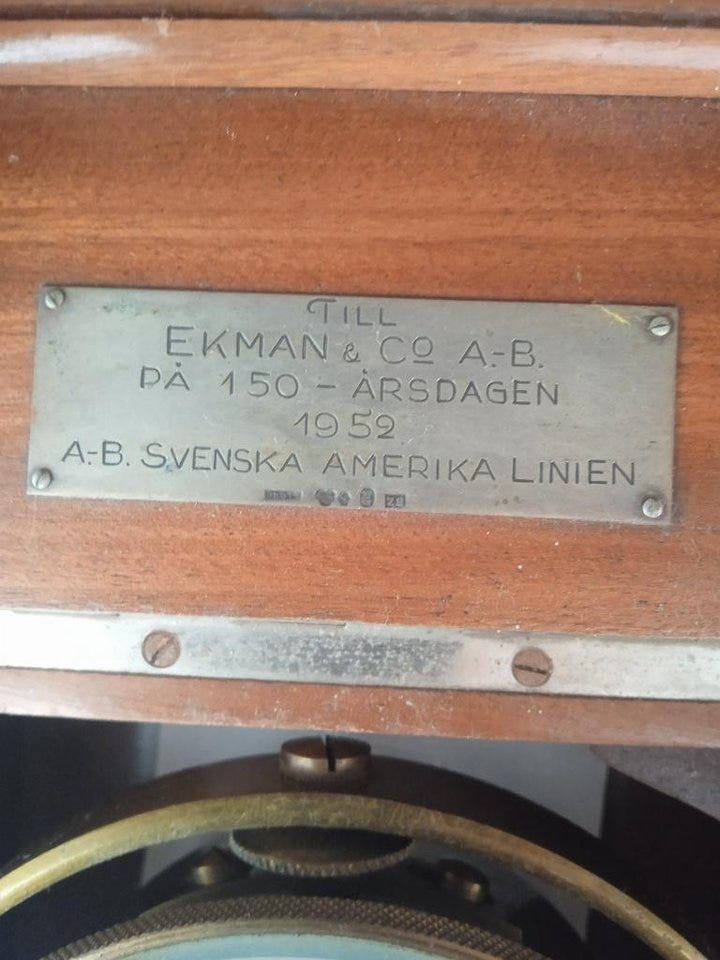 TILL
EKMAN & Co A.-B.
PÅ 150 - ÅRSDAGEN
1952
A.-B. SVENSKA AMERIKA LINIEN